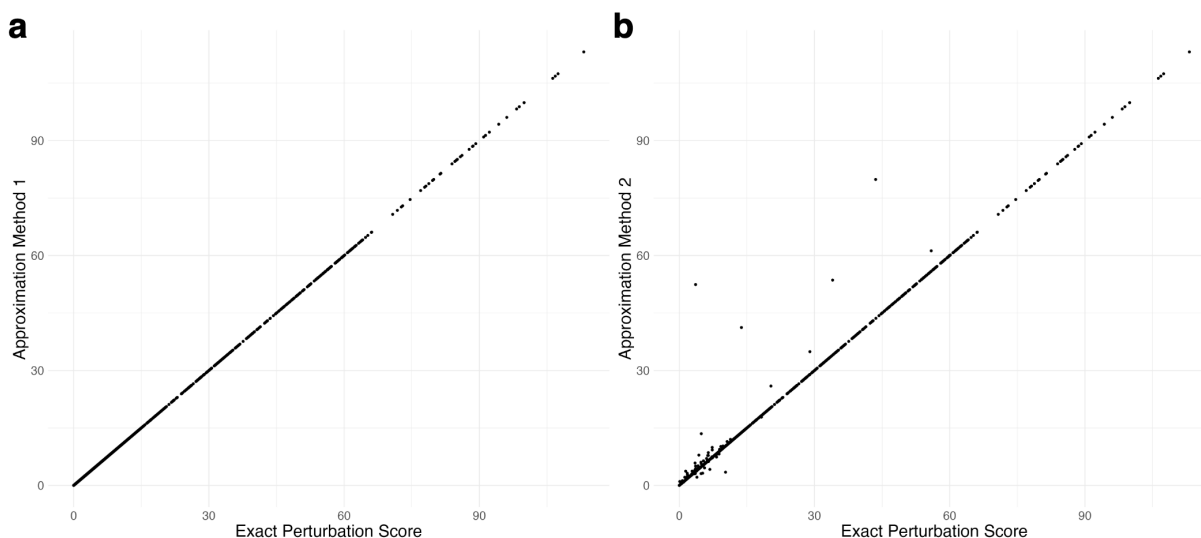 a
90
60
30
0
Approximation Method 1
0 30 60 90
Exact Perturbation Score
b
90
60
30
0
Approximation Method 2
0 30 60 90
Exact Perturbation Score